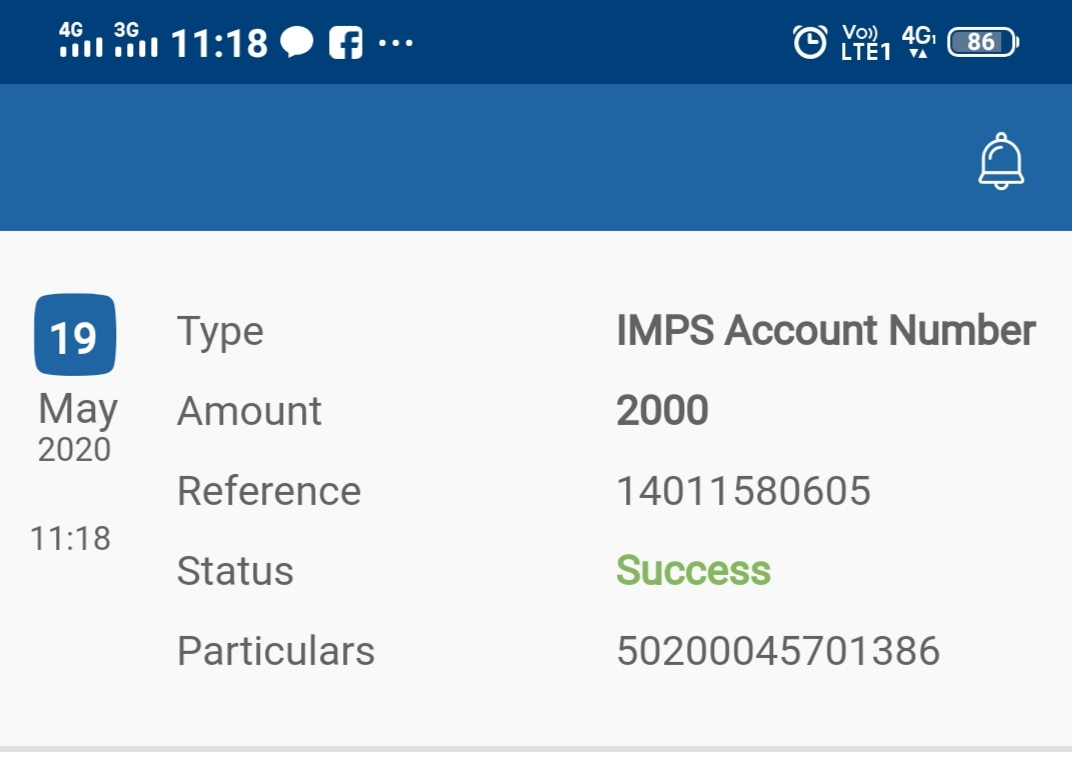 4G 3G 11:18 Vo)) LTE1 4G1 86
19 May 2020 11:18
Type IMPS Account Number
Amount 2000
Reference 14011580605
Status Success
Particulars 50200045701386